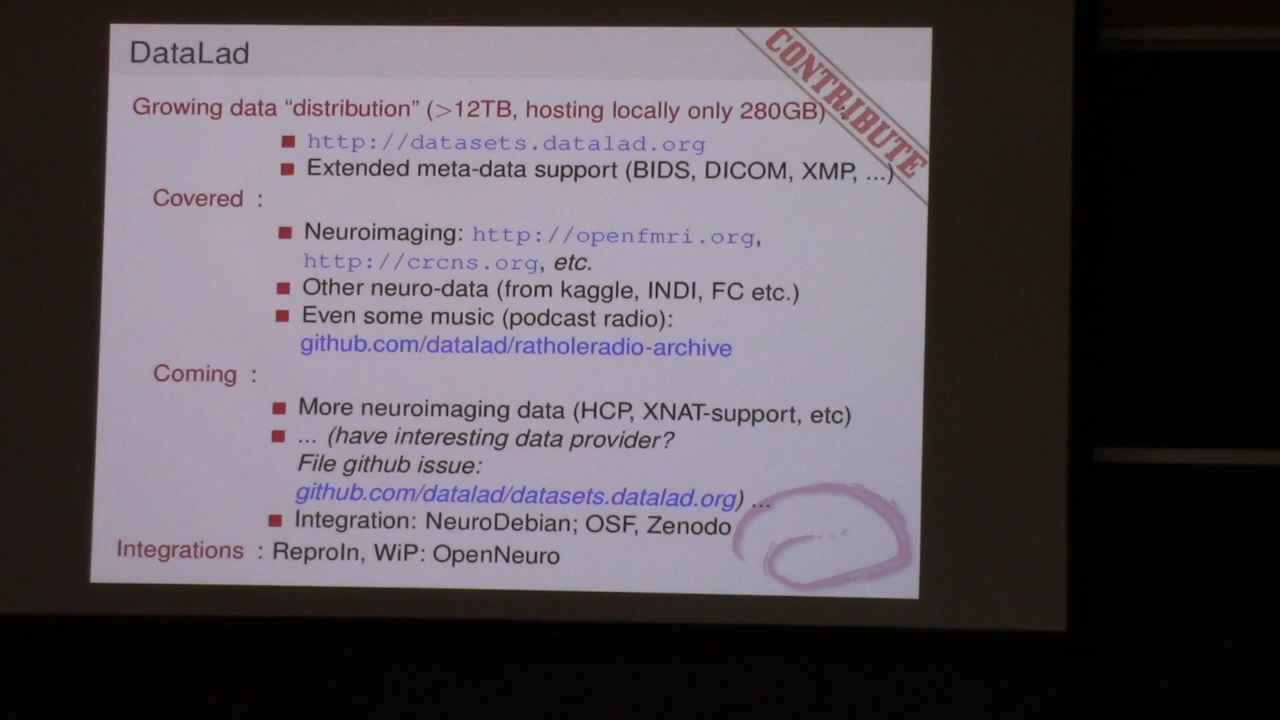 DataLad
CONTRIBUTE
Growing data “distribution” (>12TB, hosting locally only 280GB) :
http://datasets.datalad.org
Extended meta-data support (BIDS, DICOM, XMP, ...)
Covered :
Neuroimaging: http://openfmri.org,
http://crcns.org, etc.
Other neuro-data (from kaggle, INDI, FC etc.)
Even some music (podcast radio):
github.com/datalad/ratholeradio-archive
Coming :
More neuroimaging data (HCP, XNAT-support, etc)
... (have interesting data provider?
File github issue:
github.com/datalad/datasets.datalad.org) ...
Integration: NeuroDebian; OSF, Zenodo
Integrations : ReproIn, WiP: OpenNeuro